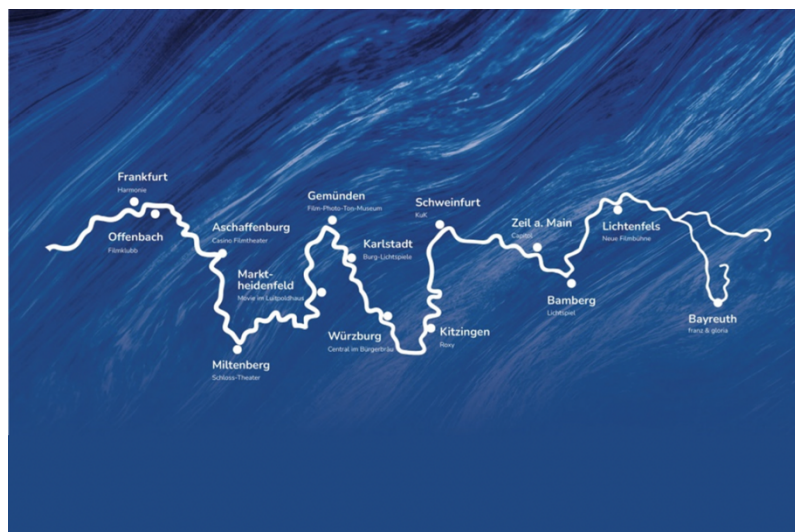 Frankfurt
Harmonie
Offenbach
Filmklubb
Aschaffenburg
Casino Filmtheater
Miltenberg
Schloss-Theater
Markt-
heidenfeld
Movie im Luitpoldhaus
Gemünden
Film-Photo-Ton-Museum
Karlstadt
Burg-Lichtspiele
Würzburg
Central im Bürgerbräu
Kitzingen
Roxy
Schweinfurt
KuK
Zeil a. Main
Capitol
Bamberg
Lichtspiel
Lichtenfels
Neue Filmbühne
Bayreuth
franz & gloria